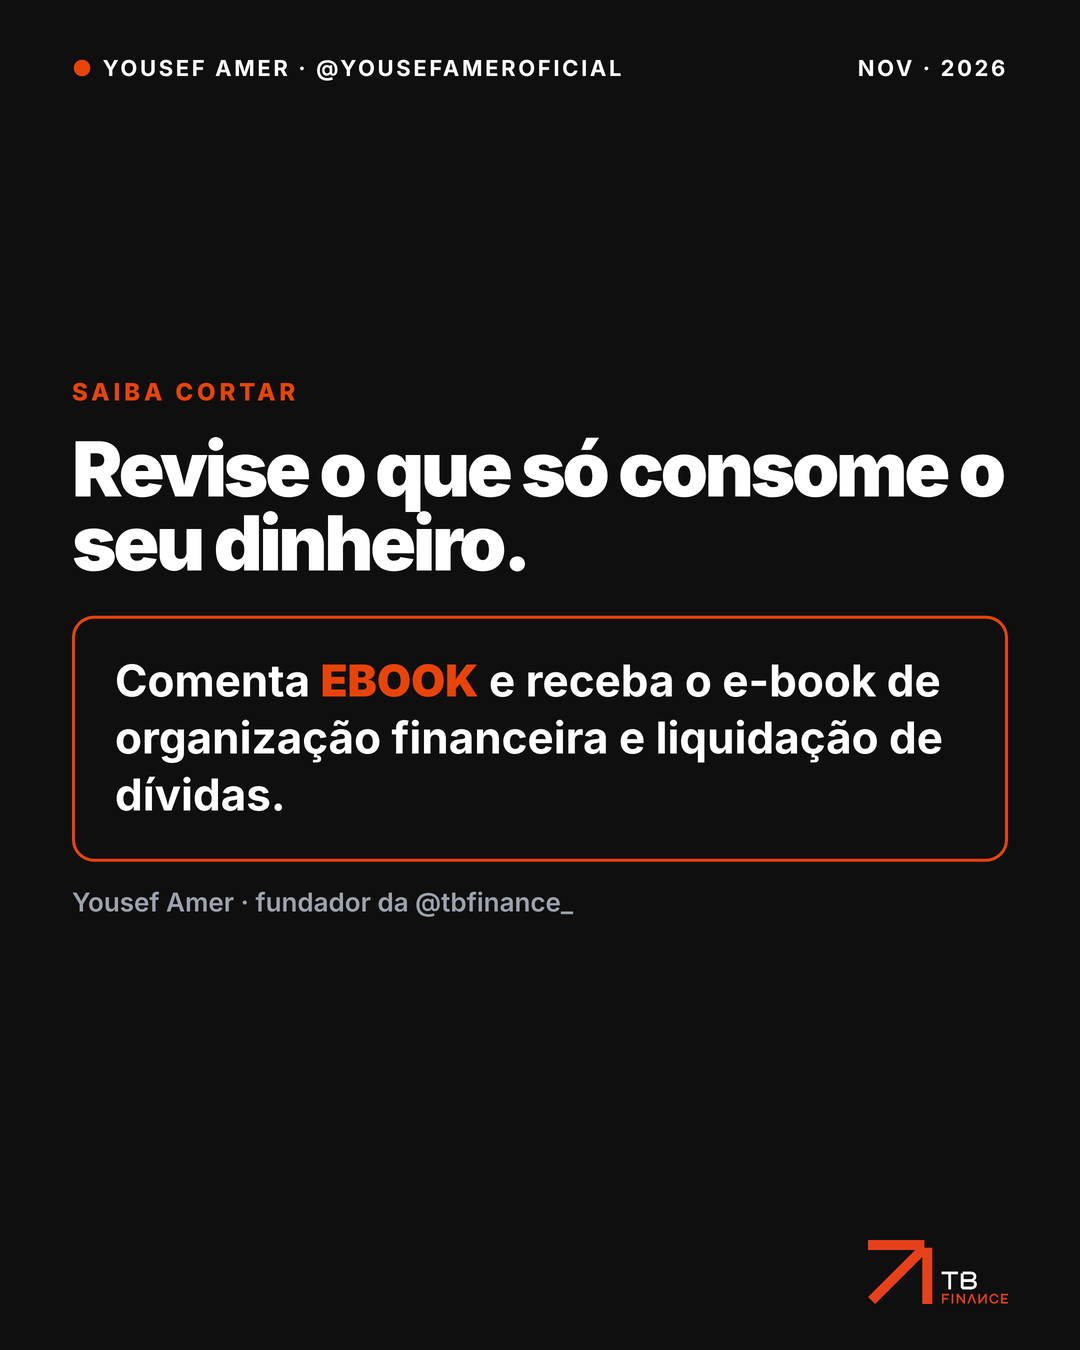 YOUSEF AMER · @YOUSEFAMEROFICIAL
NOV · 2026
SAIBA CORTAR
Revise o que só consome o
seu dinheiro.
Comenta EBOOK e receba o e-book de
organização financeira e liquidação de
dívidas.
Yousef Amer · fundador da @tbfinance_
TB
FINANCE